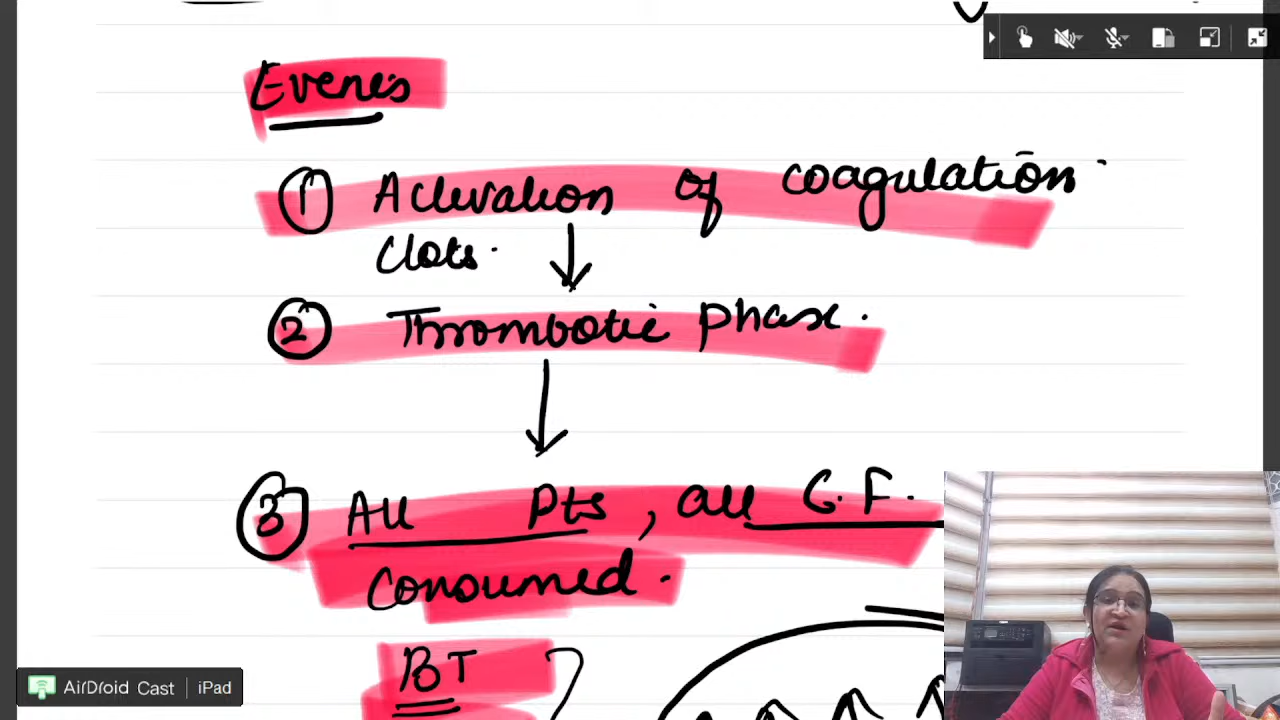 Events
① Activation of coagulation
Clots.
② Thrombotic phase.
③ All Pts, all C.F.
consumed.
BT
AirDroid Cast | iPad